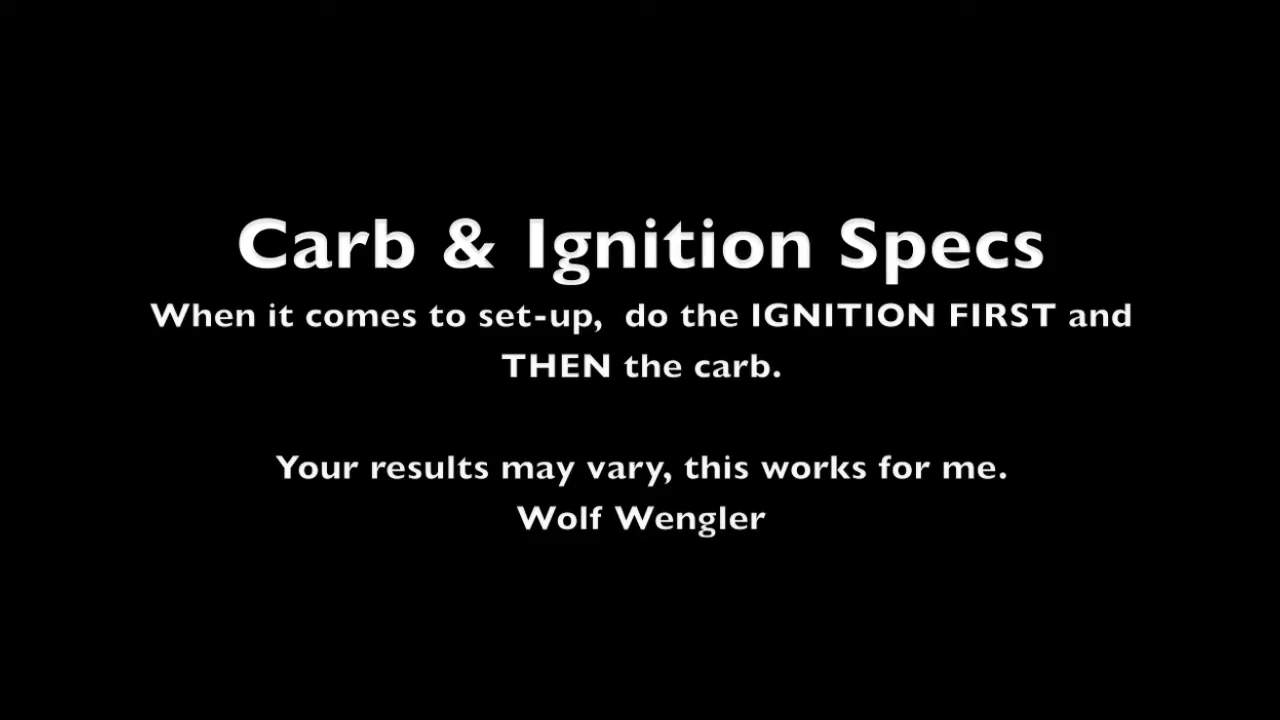 Carb & Ignition Specs
When it comes to set-up,  do the IGNITION FIRST and
THEN the carb.
Your results may vary, this works for me.
Wolf Wengler